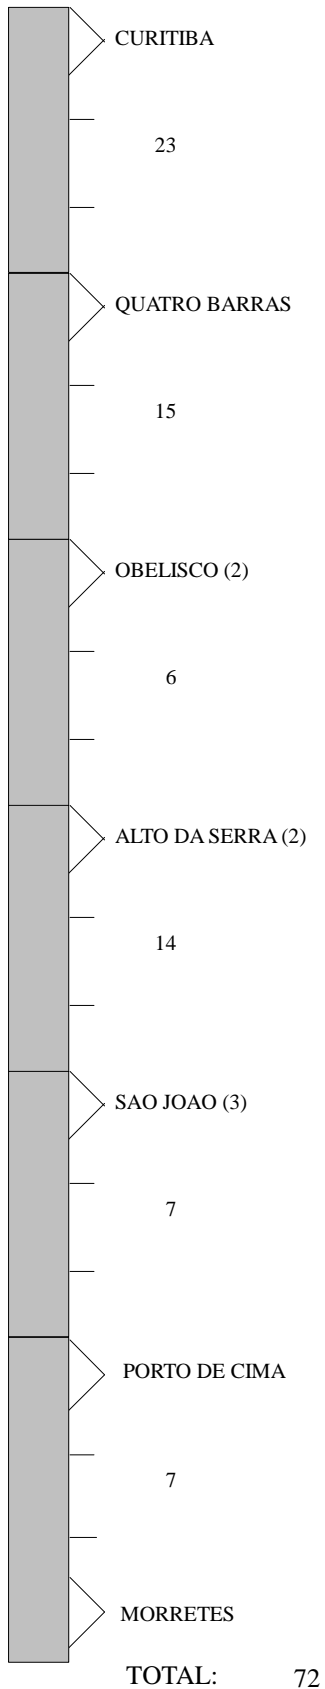 CURITIBA
23
QUATRO BARRAS
15
OBELISCO (2)
6
ALTO DA SERRA (2)
14
SAO JOAO (3)
7
PORTO DE CIMA
7
MORRETES
TOTAL: 72